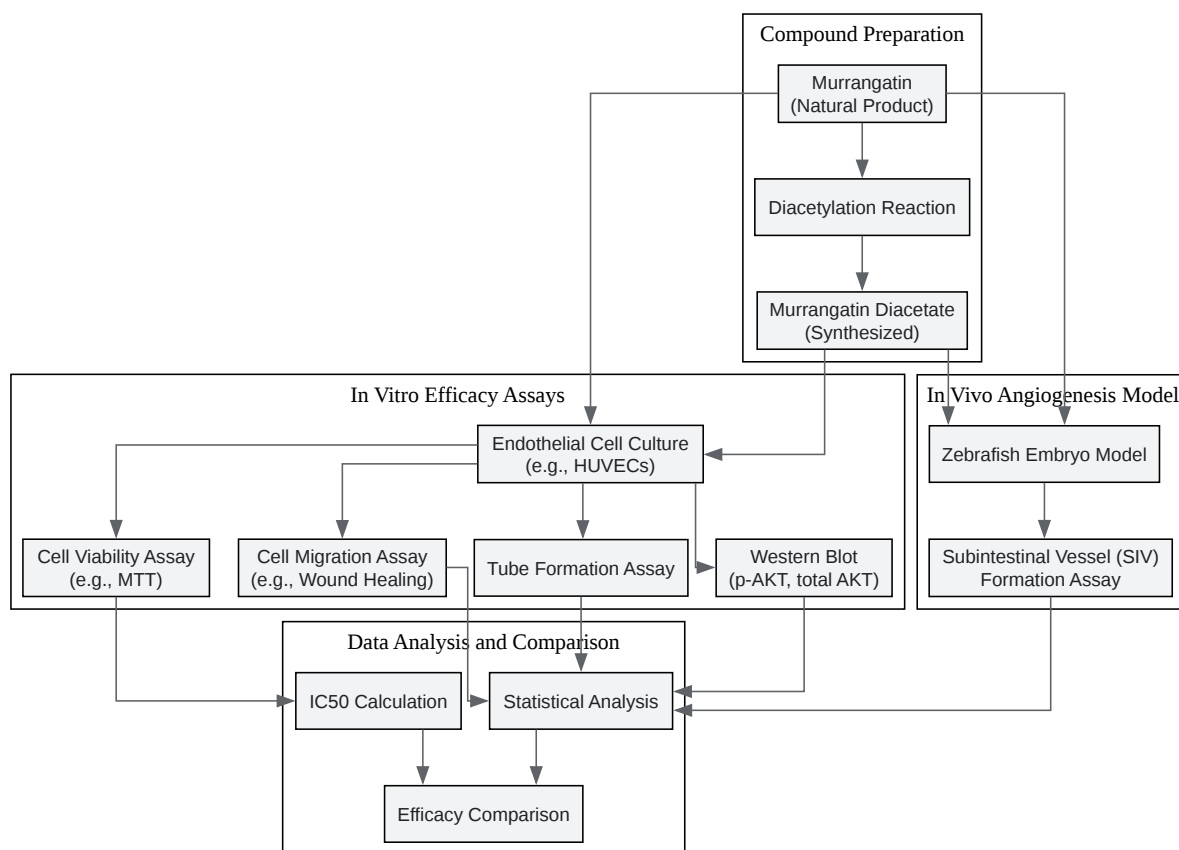 Compound Preparation
Murrangatin
(Natural Product)
Diacetylation Reaction
Murrangatin Diacetate
(Synthesized)
In Vitro Efficacy Assays
Endothelial Cell Culture
(e.g., HUVECs)
Cell Viability Assay
(e.g., MTT)
Cell Migration Assay
(e.g., Wound Healing)
Tube Formation Assay
Western Blot
(p-AKT, total AKT)
In Vivo Angiogenesis Model
Zebrafish Embryo Model
Subintestinal Vessel (SIV)
Formation Assay
Data Analysis and Comparison
IC50 Calculation
Statistical Analysis
Efficacy Comparison